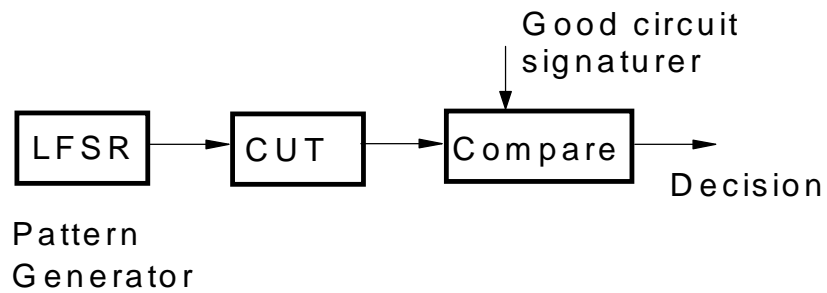 Good circuit
signaturer
LFSR
CUT
Compare
Decision
Pattern
Generator